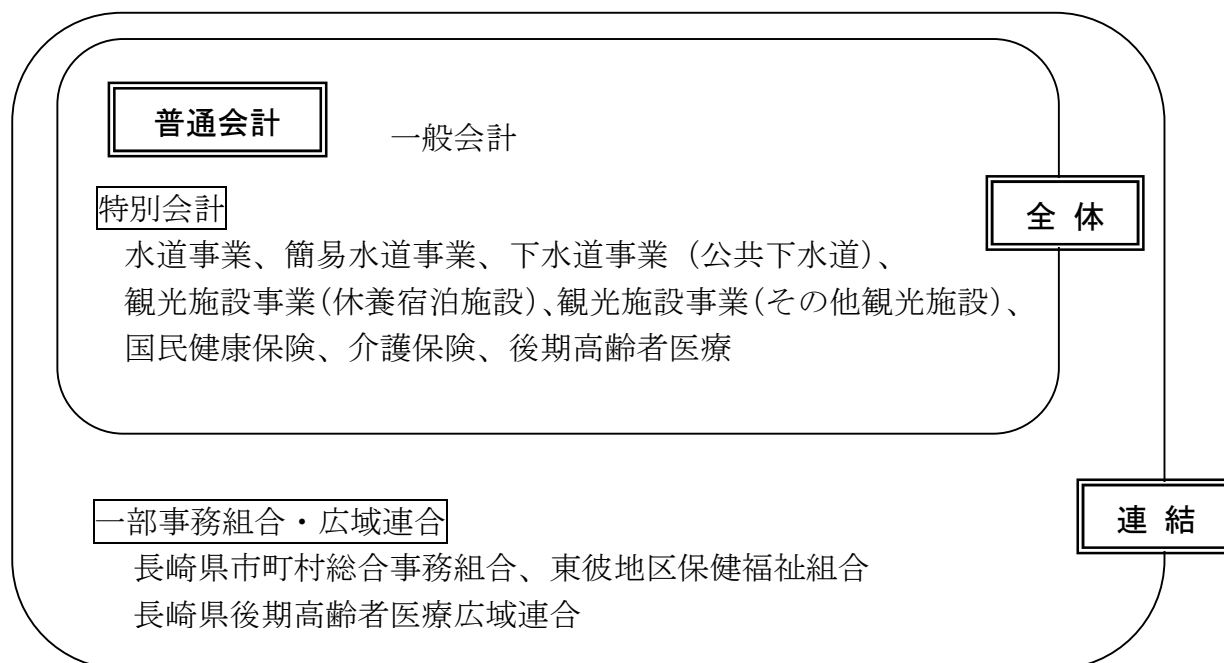 普通会計 一般会計
特別会計
全 体
水道事業、簡易水道事業、下水道事業（公共下水道）、
観光施設事業(休養宿泊施設)、観光施設事業(その他観光施設)、
国民健康保険、介護保険、後期高齢者医療
一部事務組合・広域連合
連 結
長崎県市町村総合事務組合、東彼地区保健福祉組合
長崎県後期高齢者医療広域連合